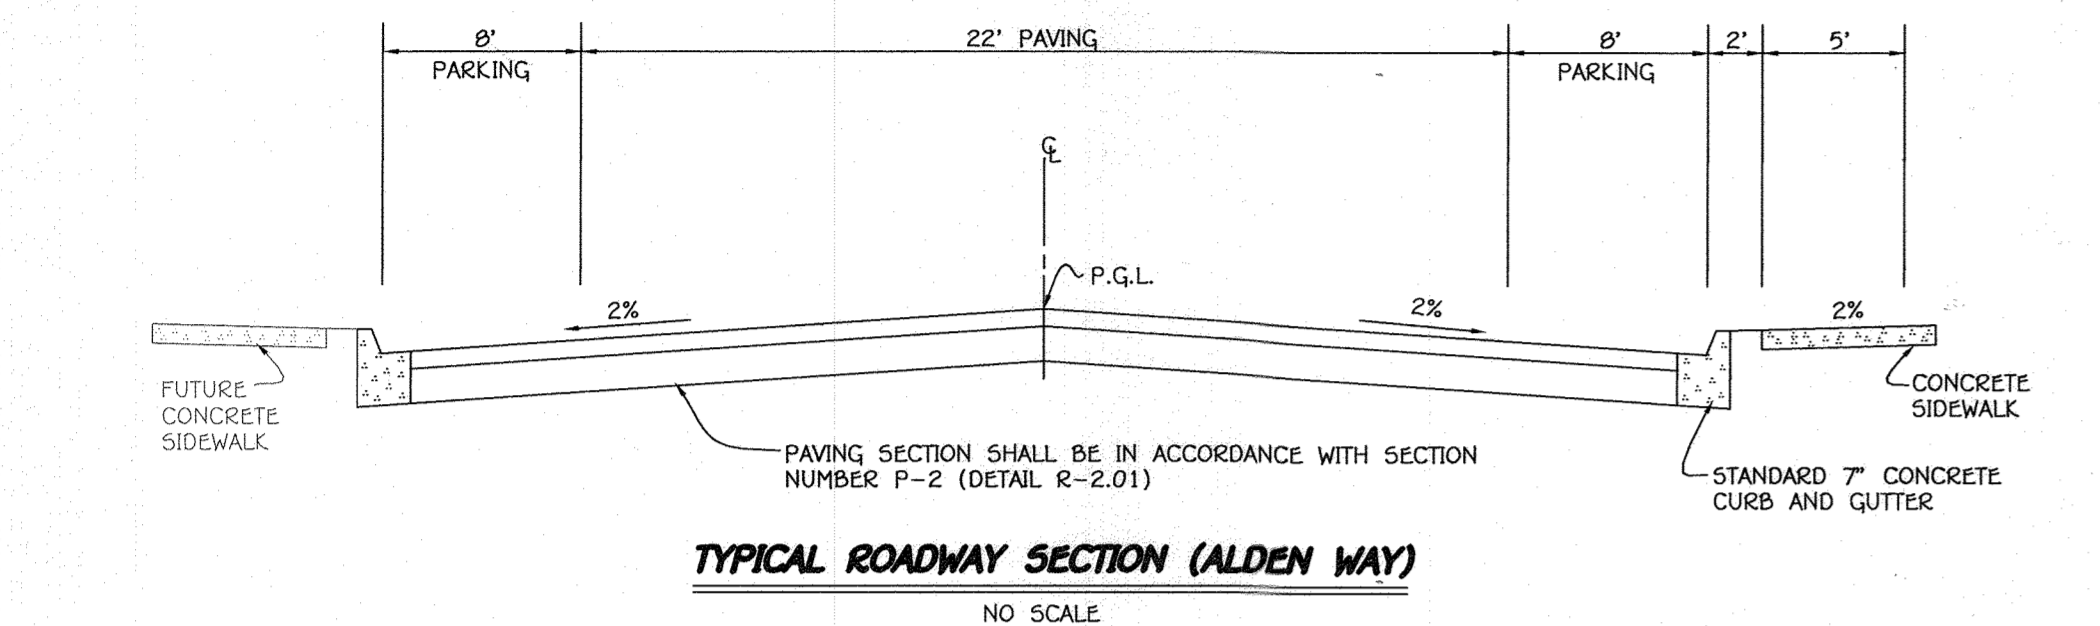 8' 22' PAVING 8' 2' 5'
PARKING PARKING
℄
P.G.L.
2% 2% 2%
FUTURE
CONCRETE
SIDEWALK
CONCRETE
SIDEWALK
PAVING SECTION SHALL BE IN ACCORDANCE WITH SECTION
NUMBER P-2 (DETAIL R-2.01)
STANDARD 7" CONCRETE
CURB AND GUTTER
TYPICAL ROADWAY SECTION (ALDEN WAY)
NO SCALE